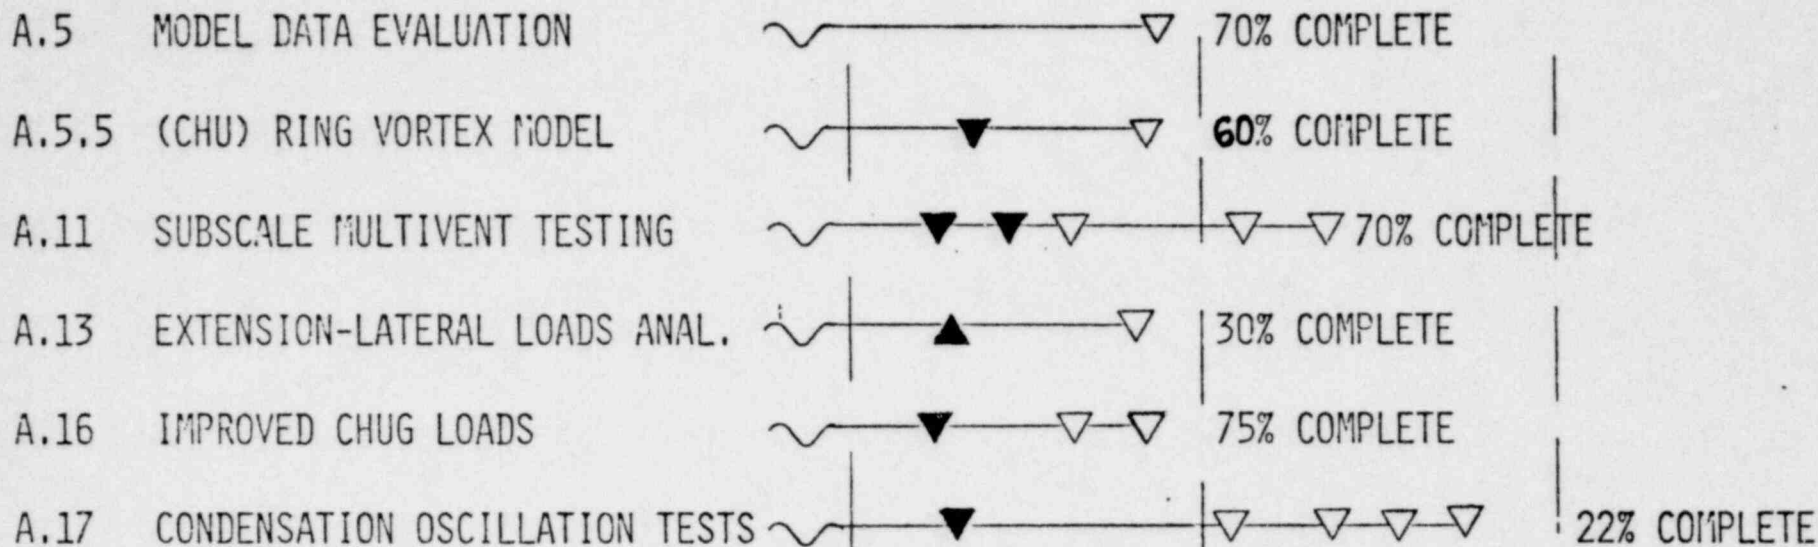 A.5 MODEL DATA EVALUATION 70% COMPLETE
A.5.5 (CHU) RING VORTEX MODEL 60% COMPLETE
A.11 SUBSCALE MULTIVENT TESTING 70% COMPLETE
A.13 EXTENSION-LATERAL LOADS ANAL. 30% COMPLETE
A.16 IMPROVED CHUG LOADS 75% COMPLETE
A.17 CONDENSATION OSCILLATION TESTS 22% COMPLETE